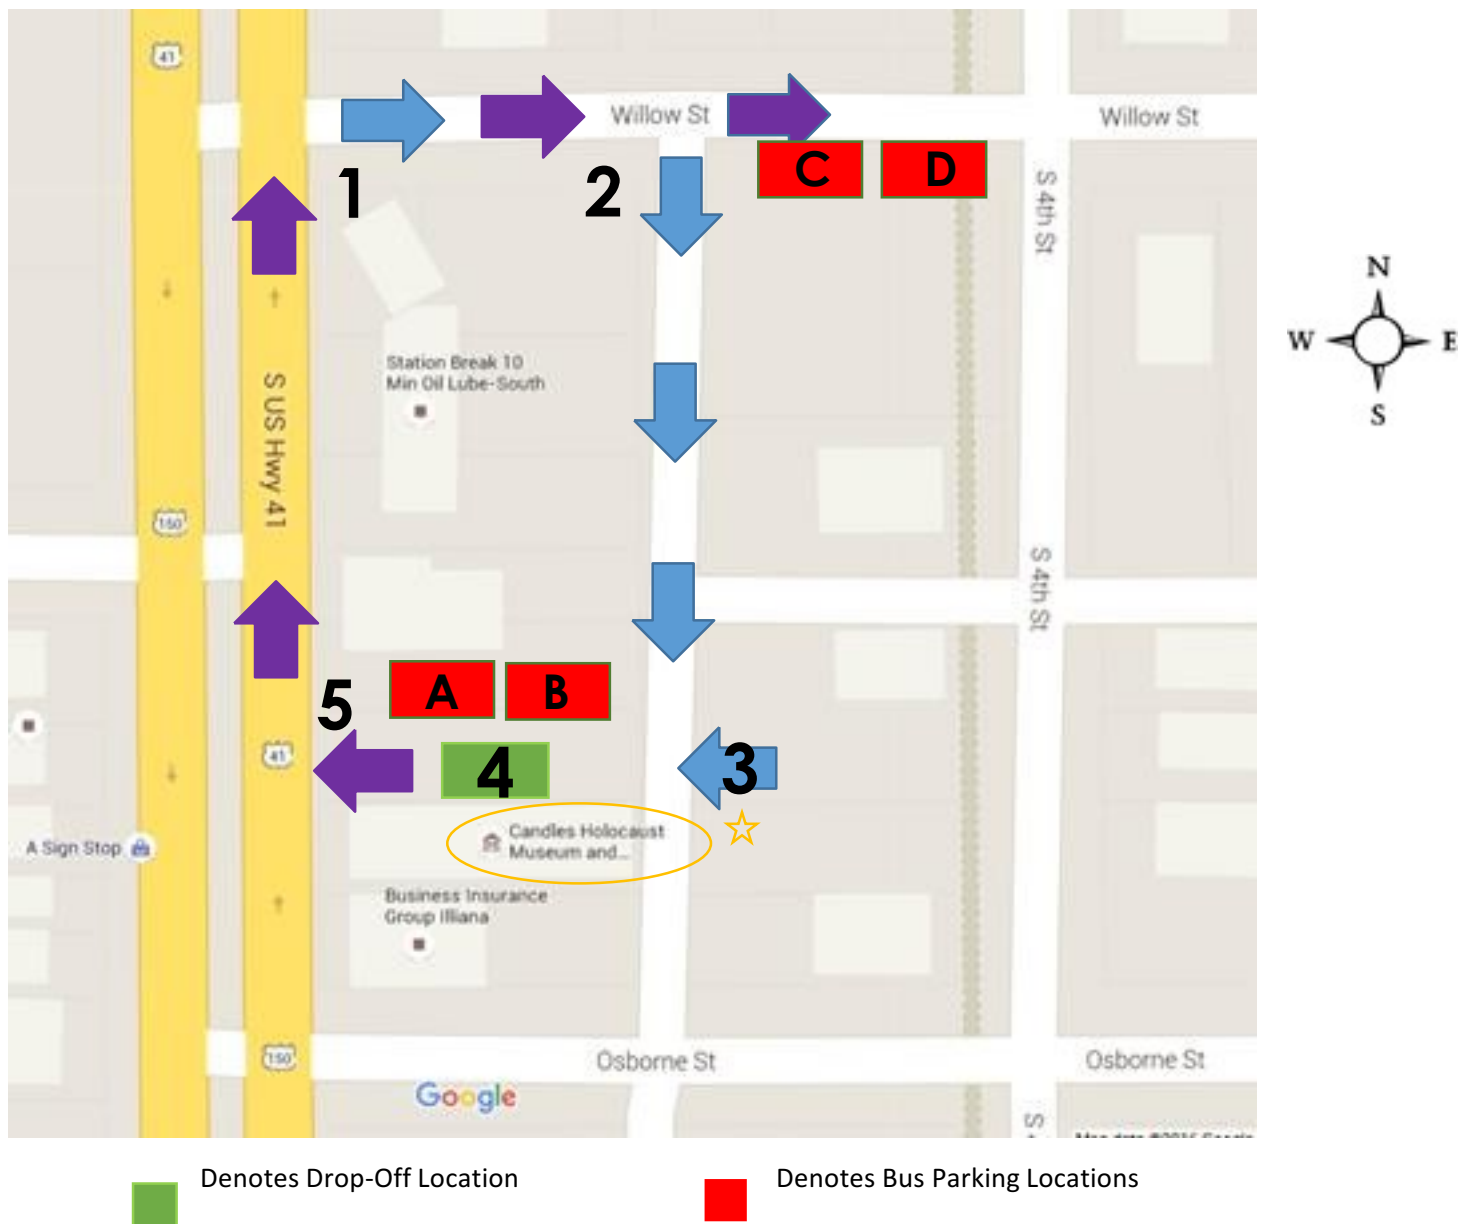 41
Willow St
Willow St
C
D
1
2
S 4th St
N
W
E
S
Station Break 10
Min Oil Lube-South
S US Hwy 41
150
S 4th St
A
B
5
41
4
3
A Sign Stop
Candles Holocaust
Museum and...
Business Insurance
Group Illiana
150
Osborne St
Osborne St
Google
Denotes Drop-Off Location
Denotes Bus Parking Locations